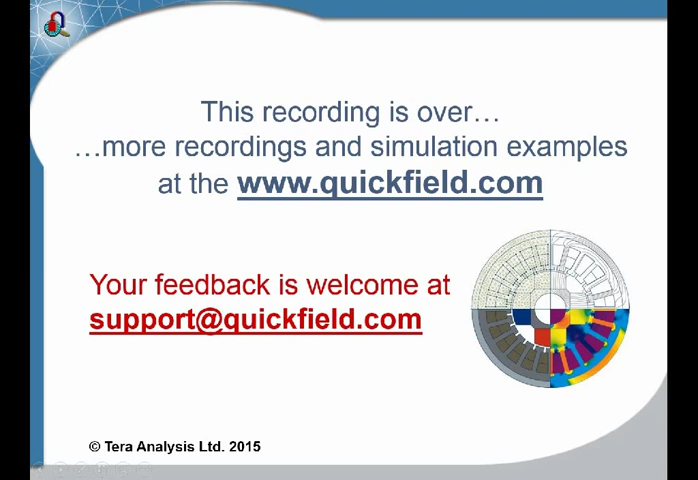 This recording is over…
…more recordings and simulation examples
at the www.quickfield.com
Your feedback is welcome at
support@quickfield.com
© Tera Analysis Ltd. 2015